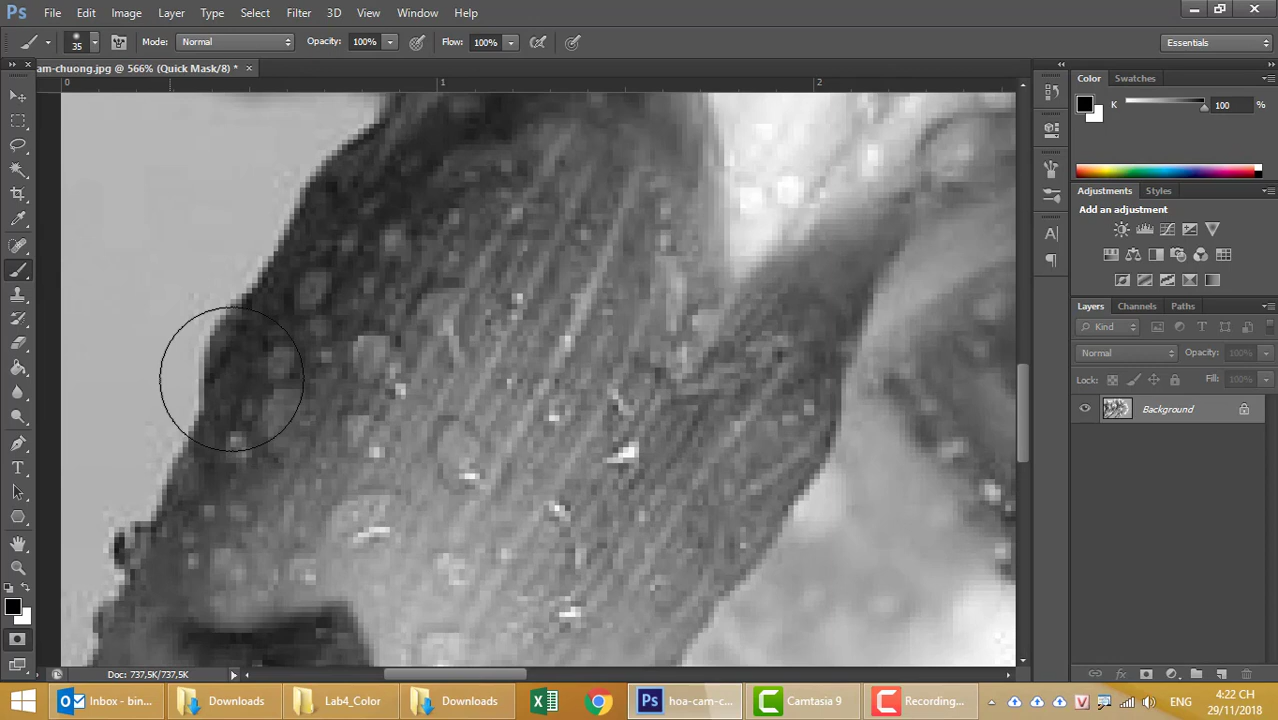 Ps File Edit Image Layer Type Select Filter 3D View Window Help
35 Mode: Normal Opacity: 100% Flow: 100% Essentials
am-chuong.jpg @ 566% (Quick Mask/8) * ×
0 1 2
Color Swatches
K 100 %
Adjustments Styles
Add an adjustment
Layers Channels Paths
Kind
Normal Opacity: 100%
Lock: Fill: 100%
Background
Doc: 737,5K/737,5K
Inbox - bin... Downloads Lab4_Color Downloads hoa-cam-c... Camtasia 9 Recording... ENG 4:22 CH
29/11/2018